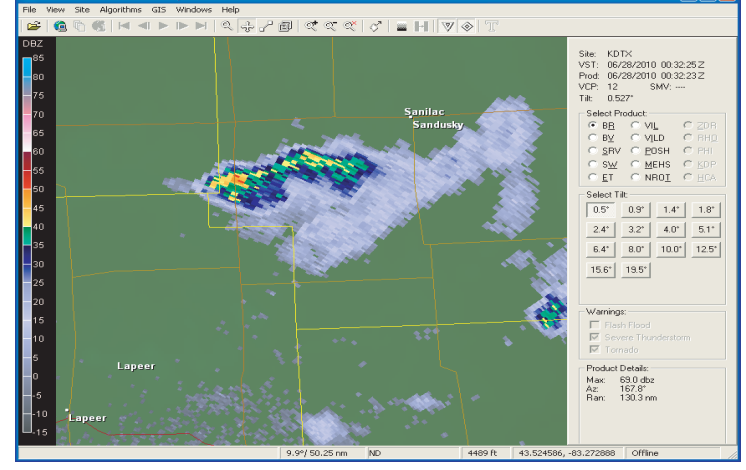 File View Site Algorithms GIS Windows Help
DBZ
85
80
75
70
65
60
55
50
45
40
35
30
25
20
15
10
5
0
-5
-10
-15
Sanilac
Sandusky
Lapeer
Lapeer
Site: KDTX
VST: 06/28/2010 00:32:25 Z
Prod: 06/28/2010 00:32:23 Z
VCP: 12 SMV: ----
Tilt: 0.527°
Select Product:
BR VIL ZDR
BV VILD RHO
SRV POSH PHI
SW MEHS KDP
ET NROT HCA
Select Tilt:
0.5° 0.9° 1.4° 1.8°
2.4° 3.2° 4.0° 5.1°
6.4° 8.0° 10.0° 12.5°
15.6° 19.5°
Warnings:
Flash Flood
Severe Thunderstorm
Tornado
Product Details:
Max: 69.0 dbz
Az: 167.8°
Ran: 130.3 nm
9.9°/ 50.25 nm ND 4489 ft 43.524586, -83.272888 Offline